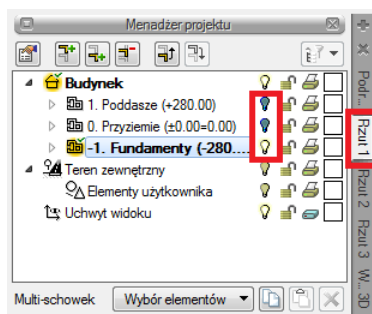 Menadżer projektu
Budynek
1. Poddasze (+280.00)
0. Przyziemie (±0.00=0.00)
-1. Fundamenty (-280....
Teren zewnętrzny
Elementy użytkownika
Uchwyt widoku
Multi-schowek Wybór elementów
Podr...
Rzut 1
Rzut 2
Rzut 3
W...
3D